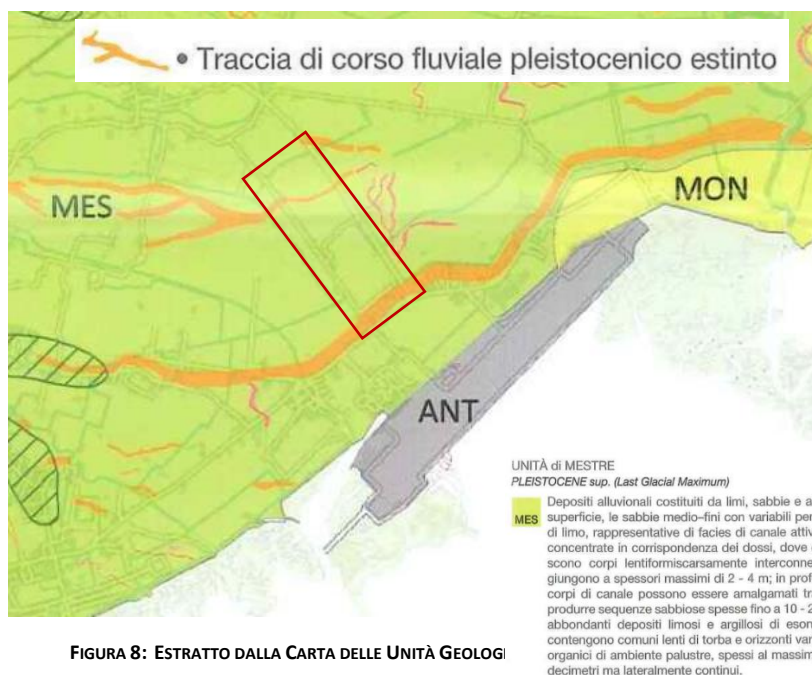 • Traccia di corso fluviale pleistocenico estinto
MES
MON
ANT
UNITÀ di MESTRE
PLEISTOCENE sup. (Last Glacial Maximum)
MES
Depositi alluvionali costituiti da limi, sabbie e a
superficie, le sabbie medio-fini con variabili per
di limo, rappresentative di facies di canale attiv
concentrate in corrispondenza dei dossi, dove
scono corpi lentiformiscarsamente interconne
giungono a spessori massimi di 2 - 4 m; in prof
corpi di canale possono essere amalgamati tr
produrre sequenze sabbiose spesse fino a 10 - 2
abbondanti depositi limosi e argillosi di eson
contengono comuni lenti di torba e orizzonti var
organici di ambiente palustre, spessi al massim
decimetri ma lateralmente continui.
FIGURA 8: ESTRATTO DALLA CARTA DELLE UNITÀ GEOLOGI